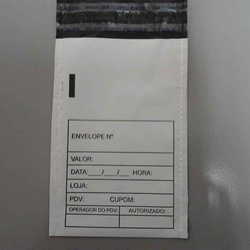 ENVELOPE Nº
VALOR:
DATA___/___/___ HORA:
LOJA:
PDV: CUPOM:
OPERADOR DO PDV: AUTORIZADO: